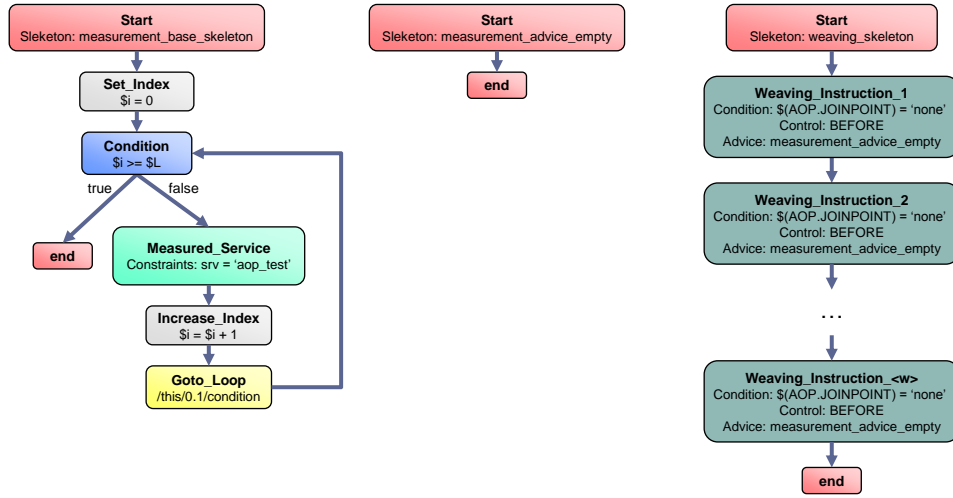 Start
Sleketon: measurement_base_skeleton
Set_Index
$i = 0
Condition
$i >= $L
true
false
end
Measured_Service
Constraints: srv = ‘aop_test’
Increase_Index
$i = $i + 1
Goto_Loop
/this/0.1/condition
Start
Sleketon: measurement_advice_empty
end
Start
Sleketon: weaving_skeleton
Weaving_Instruction_1
Condition: $(AOP.JOINPOINT) = ‘none’
Control: BEFORE
Advice: measurement_advice_empty
Weaving_Instruction_2
Condition: $(AOP.JOINPOINT) = ‘none’
Control: BEFORE
Advice: measurement_advice_empty
...
Weaving_Instruction_<w>
Condition: $(AOP.JOINPOINT) = ‘none’
Control: BEFORE
Advice: measurement_advice_empty
end